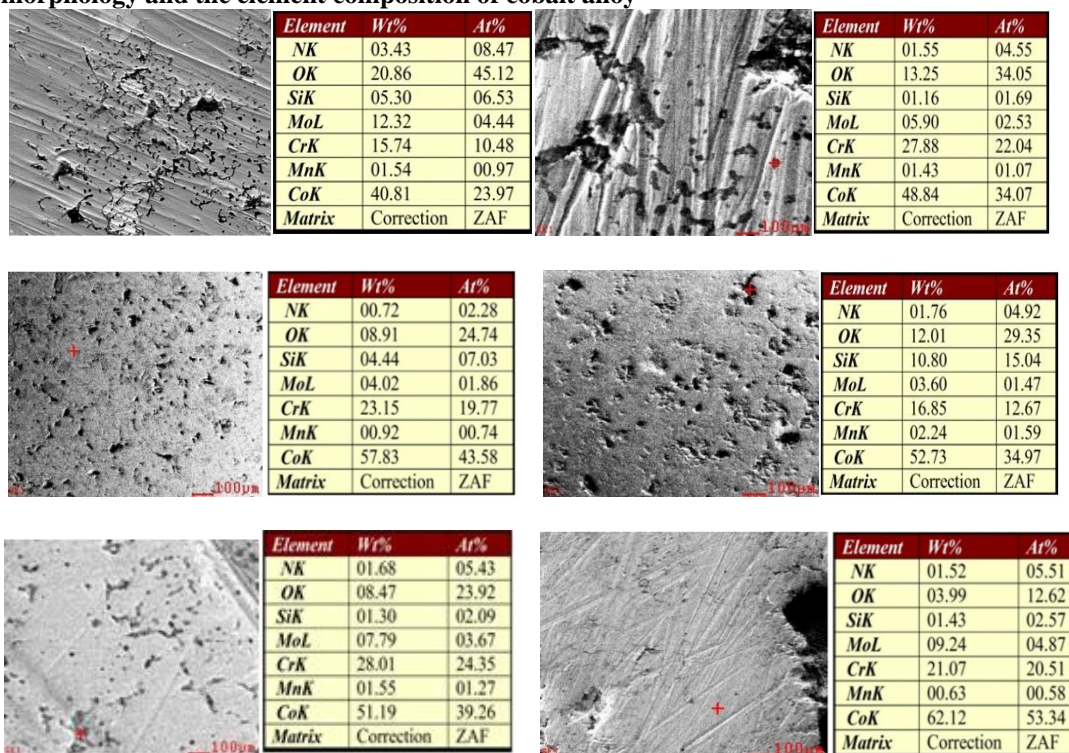 morphology and the element composition of cobalt alloy
Element Wt% At%
NK 03.43 08.47
OK 20.86 45.12
SiK 05.30 06.53
MoL 12.32 04.44
CrK 15.74 10.48
MnK 01.54 00.97
CoK 40.81 23.97
Matrix Correction ZAF
100μm
Element Wt% At%
NK 01.55 04.55
OK 13.25 34.05
SiK 01.16 01.69
MoL 05.90 02.53
CrK 27.88 22.04
MnK 01.43 01.07
CoK 48.84 34.07
Matrix Correction ZAF
100μm
Element Wt% At%
NK 00.72 02.28
OK 08.91 24.74
SiK 04.44 07.03
MoL 04.02 01.86
CrK 23.15 19.77
MnK 00.92 00.74
CoK 57.83 43.58
Matrix Correction ZAF
100μm
Element Wt% At%
NK 01.76 04.92
OK 12.01 29.35
SiK 10.80 15.04
MoL 03.60 01.47
CrK 16.85 12.67
MnK 02.24 01.59
CoK 52.73 34.97
Matrix Correction ZAF
100μm
Element Wt% At%
NK 01.68 05.43
OK 08.47 23.92
SiK 01.30 02.09
MoL 07.79 03.67
CrK 28.01 24.35
MnK 01.55 01.27
CoK 51.19 39.26
Matrix Correction ZAF
100μm
Element Wt% At%
NK 01.52 05.51
OK 03.99 12.62
SiK 01.43 02.57
MoL 09.24 04.87
CrK 21.07 20.51
MnK 00.63 00.58
CoK 62.12 53.34
Matrix Correction ZAF